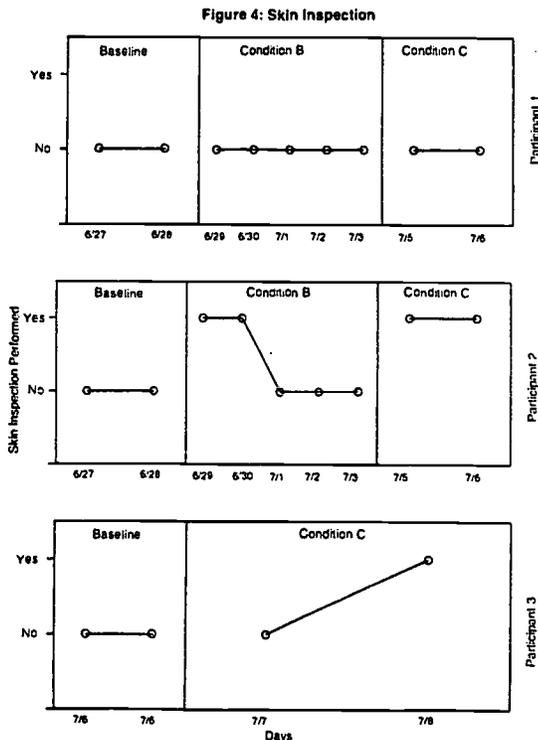 Figure 4: Skin Inspection
Baseline Condition B Condition C
Yes
No
6/27 6/28 6/29 6/30 7/1 7/2 7/3 7/5 7/6
Participant 1
Skin Inspection Performed
Baseline Condition B Condition C
Yes
No
6/27 6/28 6/29 6/30 7/1 7/2 7/3 7/5 7/6
Participant 2
Baseline Condition C
Yes
No
7/6 7/6 7/7 7/8
Days
Participant 3